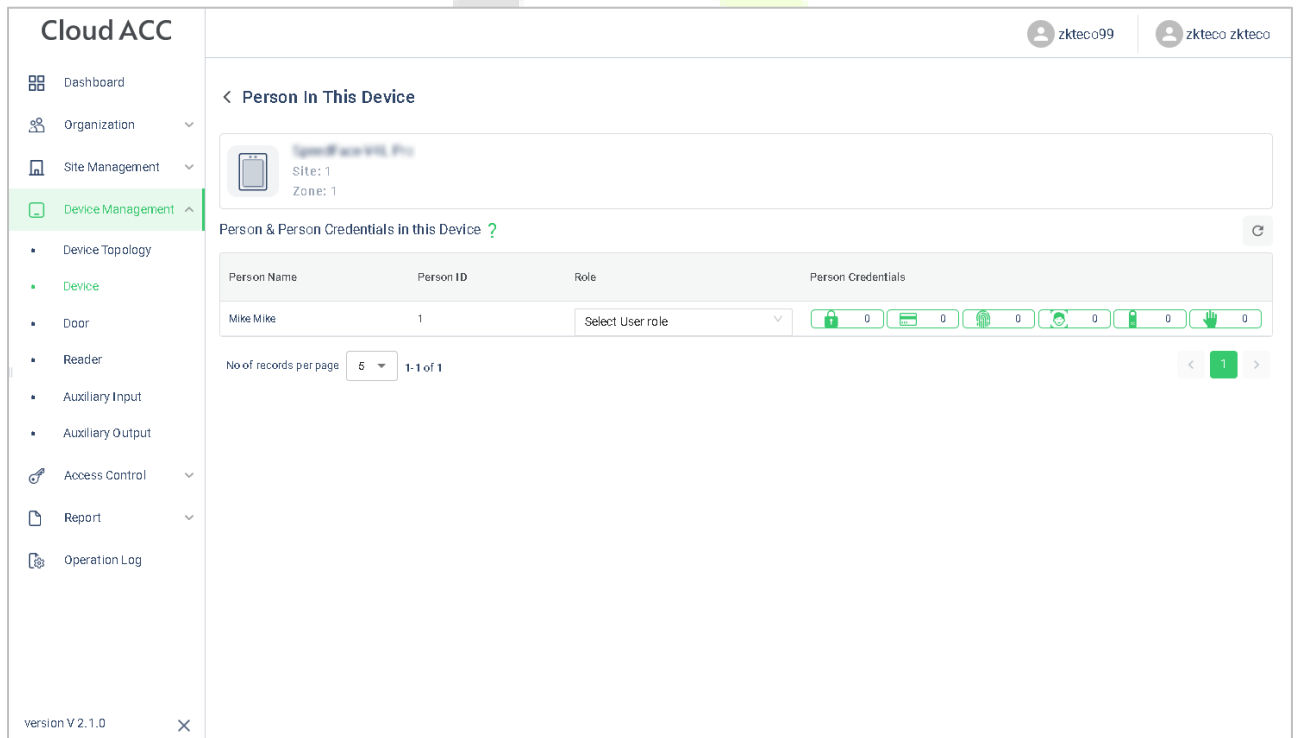 Cloud ACC
zkteco99
zkteco zkteco
Dashboard
Organization
Site Management
Device Management
Device Topology
Device
Door
Reader
Auxiliary Input
Auxiliary Output
Access Control
Report
Operation Log
version V 2.1.0
Person In This Device
Site: 1
Zone: 1
Person & Person Credentials in this Device ?
Person Name Person ID Role Person Credentials
Mike Mike 1 Select User role 0 0 0 0 0 0
No of records per page 5 1-1 of 1 1